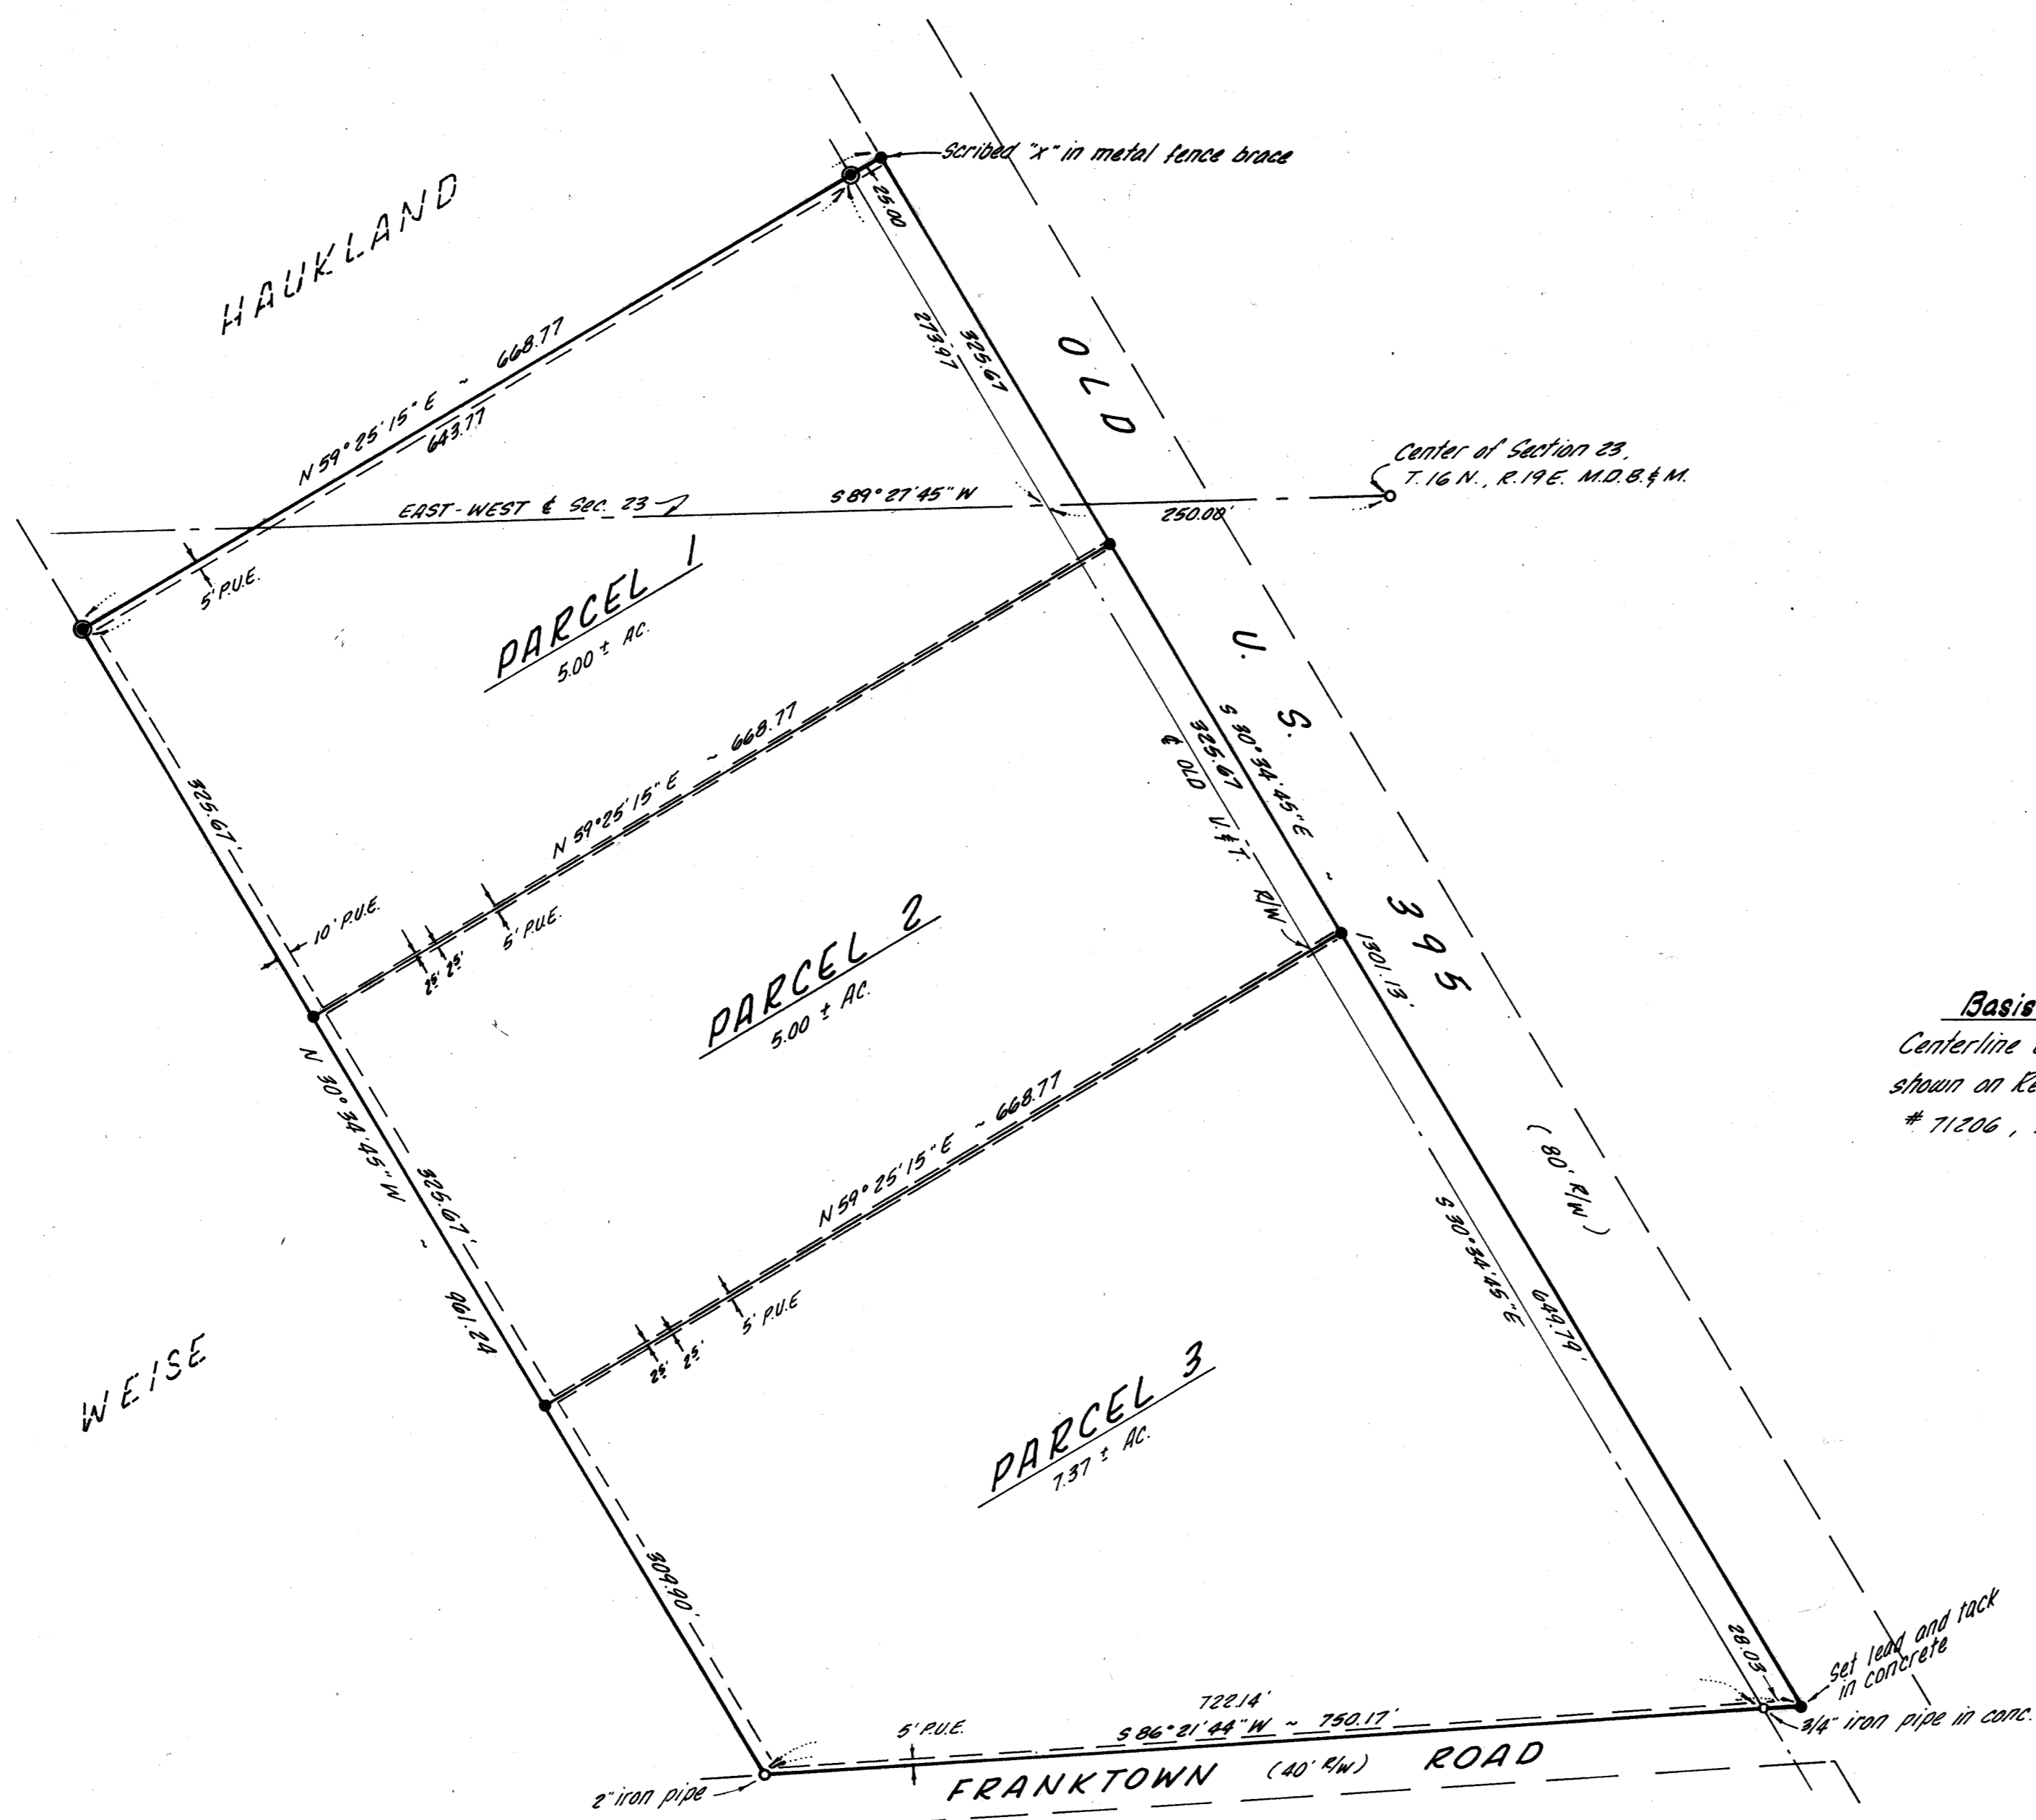 Scribed "x" in metal fence brace
HAUKLAND
25.00
N 59° 25' 15" E ~ 668.77
643.77
273.97
325.67
OLD
U. S.
395
(80' R/W)
Center of Section 23,
T. 16 N., R. 19 E. M.D.B. & M.
EAST - WEST ℄ Sec. 23
S 89° 27' 45" W
250.08'
5' P.U.E.
PARCEL 1
5.00 ± AC.
325.67'
10' P.U.E.
N 59° 25' 15" E ~ 668.77
5' P.U.E.
2⁵' 2⁵'
S 30° 34' 45" E ~
1301.13'
325.67
℄ OLD V. & T. R/W
PARCEL 2
5.00 ± AC.
Basis
Centerline
shown on
# 71206 ,
N 30° 34' 45" W ~ 961.24
325.67'
N 59° 25' 15" E ~ 668.77
5' P.U.E
2⁵' 2⁵'
S 30° 34' 45" E
649.79'
WEISE
PARCEL 3
7.37 ± AC.
309.90'
28.03
Set lead and tack
in concrete
3/4" iron pipe in conc.
722.14'
5' P.U.E.
S 86° 21' 44" W ~ 750.17'
2" iron pipe
FRANKTOWN (40' R/W) ROAD